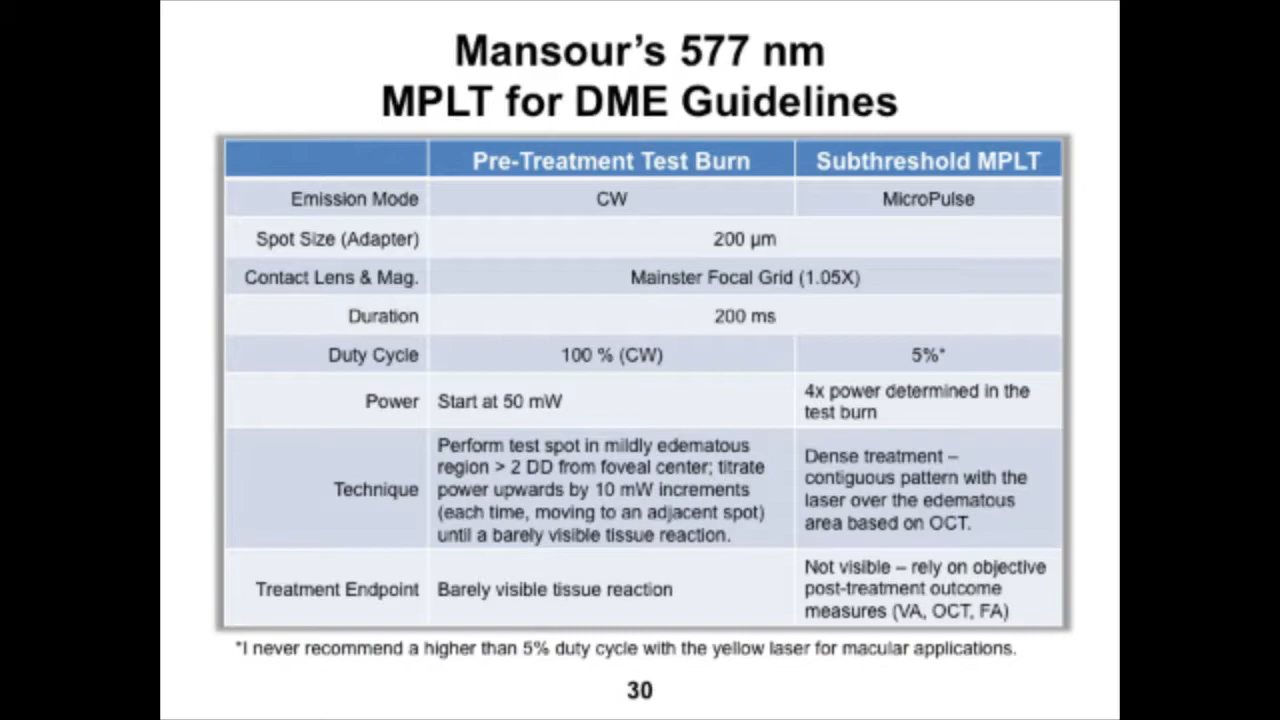 Mansour's 577 nm
MPLT for DME Guidelines
Pre-Treatment Test Burn
Subthreshold MPLT
Emission Mode
CW
MicroPulse
Spot Size (Adapter)
200 µm
Contact Lens & Mag.
Mainster Focal Grid (1.05X)
Duration
200 ms
Duty Cycle
100 % (CW)
5%*
Power
Start at 50 mW
4x power determined in the
test burn
Technique
Perform test spot in mildly edematous
region > 2 DD from foveal center; titrate
power upwards by 10 mW increments
(each time, moving to an adjacent spot)
until a barely visible tissue reaction.
Dense treatment –
contiguous pattern with the
laser over the edematous
area based on OCT.
Treatment Endpoint
Barely visible tissue reaction
Not visible – rely on objective
post-treatment outcome
measures (VA, OCT, FA)
*I never recommend a higher than 5% duty cycle with the yellow laser for macular applications.
30